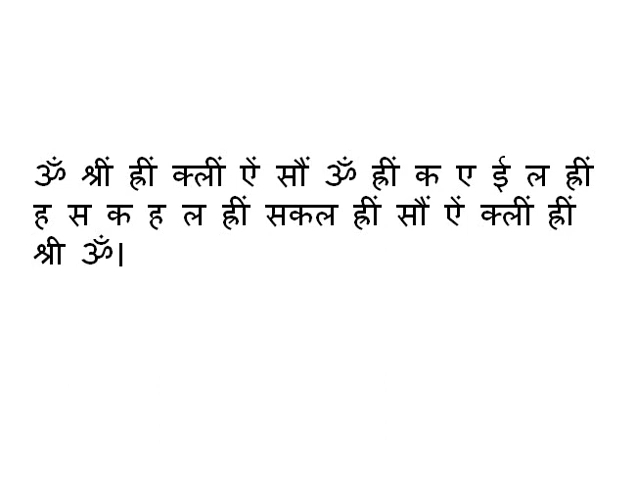 ॐ श्रीं ह्रीं क्लीं ऐं सौं ॐ ह्रीं क ए ई ल ह्रीं
ह स क ह ल ह्रीं सकल ह्रीं सौं ऐं क्लीं ह्रीं
श्री ॐ।